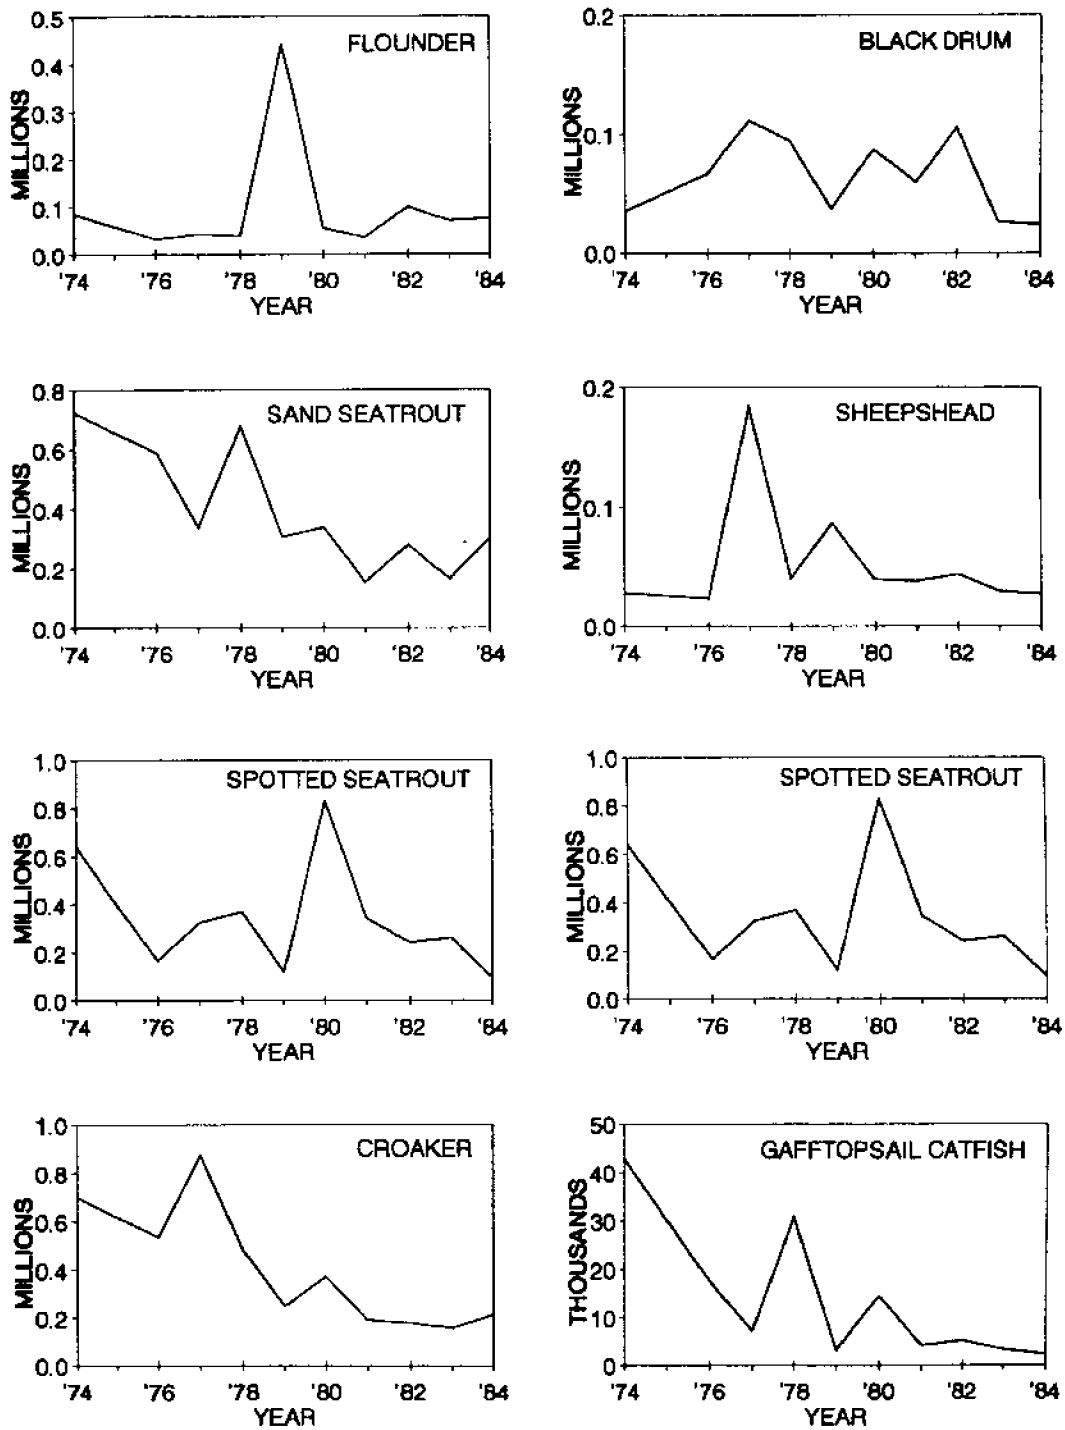 FLOUNDER
MILLIONS
0.5
0.4
0.3
0.2
0.1
0.0
'74 '76 '78 '80 '82 '84
YEAR
BLACK DRUM
MILLIONS
0.2
0.1
0.0
'74 '76 '78 '80 '82 '84
YEAR
SAND SEATROUT
MILLIONS
0.8
0.6
0.4
0.2
0.0
'74 '76 '78 '80 '82 '84
YEAR
SHEEPSHEAD
MILLIONS
0.2
0.1
0.0
'74 '76 '78 '80 '82 '84
YEAR
SPOTTED SEATROUT
MILLIONS
1.0
0.8
0.6
0.4
0.2
0.0
'74 '76 '78 '80 '82 '84
YEAR
SPOTTED SEATROUT
MILLIONS
1.0
0.8
0.6
0.4
0.2
0.0
'74 '76 '78 '80 '82 '84
YEAR
CROAKER
MILLIONS
1.0
0.8
0.6
0.4
0.2
0.0
'74 '76 '78 '80 '82 '84
YEAR
GAFFTOPSAIL CATFISH
THOUSANDS
50
40
30
20
10
0
'74 '76 '78 '80 '82 '84
YEAR